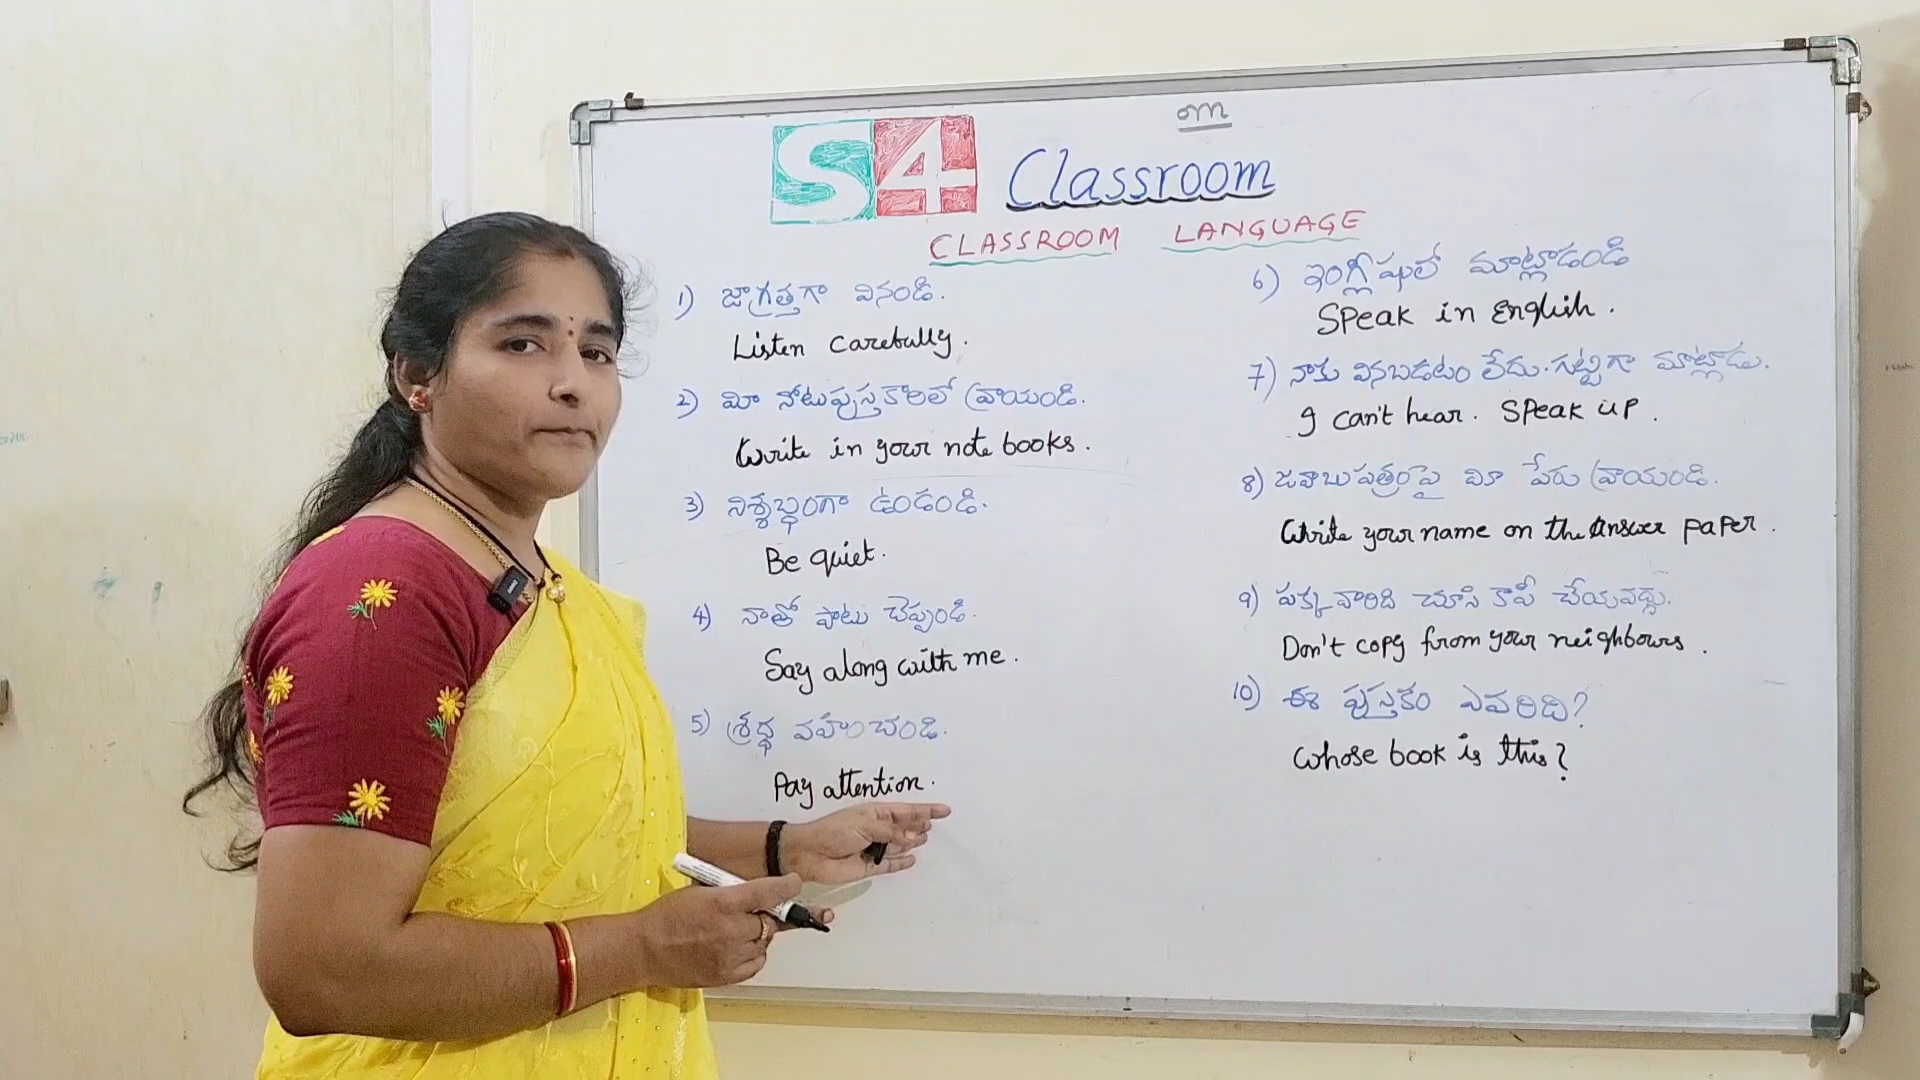 om
S4 Classroom
CLASSROOM LANGUAGE
1) జాగ్రత్తగా వినండి.
Listen carefully.
2) మీ నోటుపుస్తకాలలో వ్రాయండి.
Write in your note books.
3) నిశ్శబ్ధంగా ఉండండి.
Be quiet.
4) నాతో పాటు చెప్పండి.
Say along with me.
5) శ్రద్ధ వహించండి.
Pay attention.
6) ఇంగ్లీషులో మాట్లాడండి
Speak in English.
7) నాకు వినబడటం లేదు. గట్టిగా మాట్లాడు.
I can't hear. Speak up.
8) జవాబు పత్రంపై మీ పేరు వ్రాయండి.
Write your name on the Answer paper.
9) పక్కవారిది చూసి కాపీ చేయవద్దు.
Don't copy from your neighbours.
10) ఈ పుస్తకం ఎవరిది?
Whose book is this?